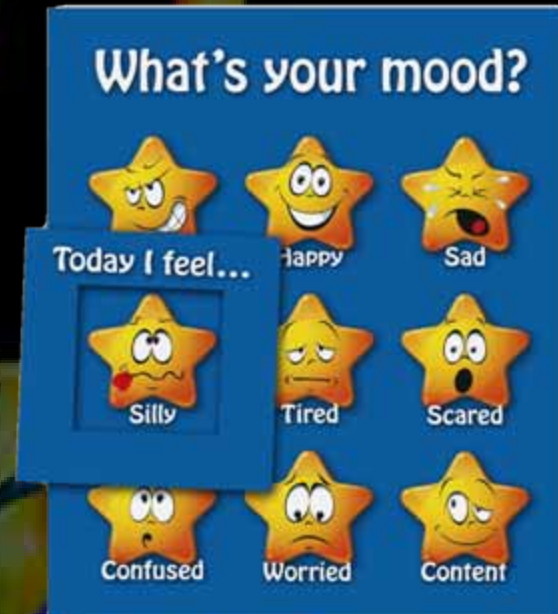 What's your mood?
Happy
Sad
Today I feel...
Silly
Tired
Scared
Confused
Worried
Content